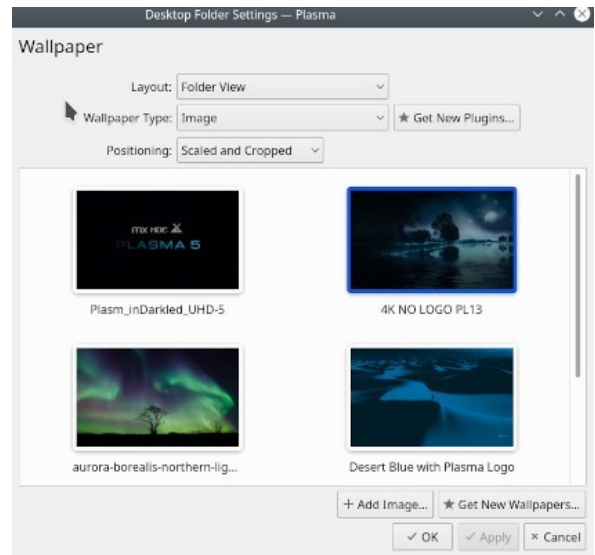 Desktop Folder Settings — Plasma
Wallpaper
Layout: Folder View
Wallpaper Type: Image ★ Get New Plugins...
Positioning: Scaled and Cropped
PLASMA 5
Plasm_inDarkled_UHD-5 4K NO LOGO PL13
aurora-borealis-northern-lig... Desert Blue with Plasma Logo
+ Add Image... ★ Get New Wallpapers...
✓ OK ✓ Apply × Cancel